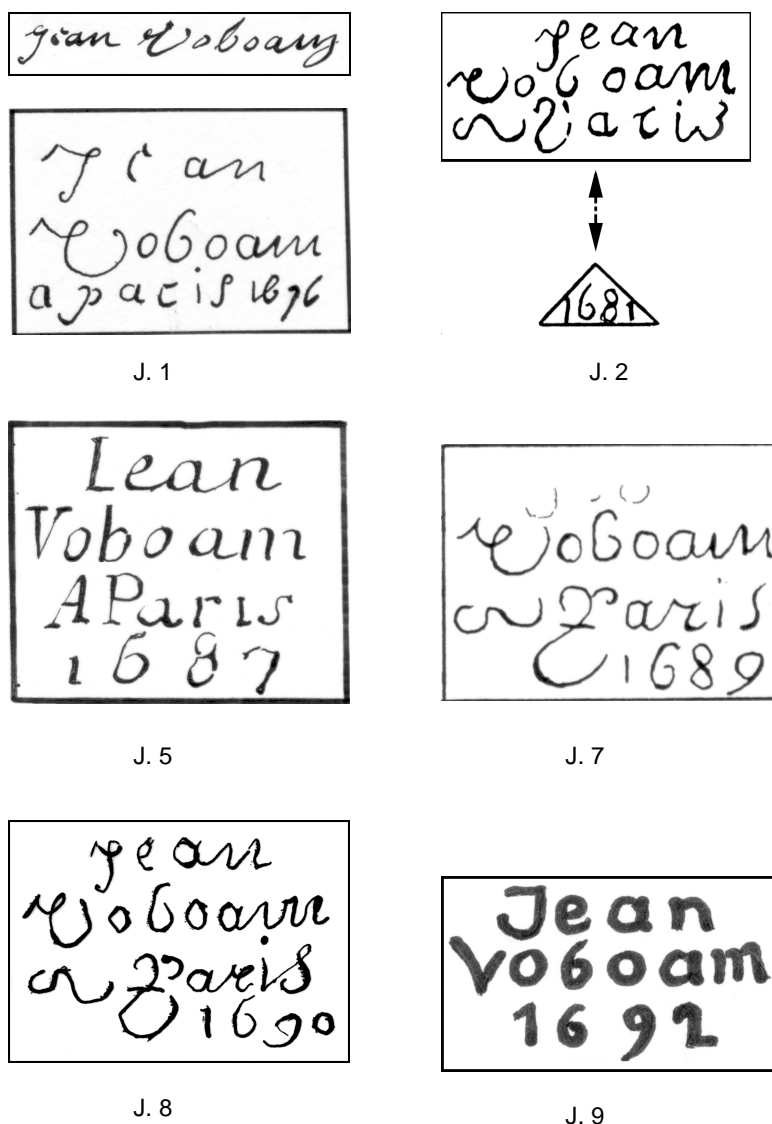 jean Voboam
Jean
Voboam
a paris 1676
J. 1
Jean
Voboam
A Paris
1681
J. 2
Lean
Voboam
A Paris
1687
J. 5
Voboam
A Paris
1689
J. 7
Jean
Voboam
A Paris
1690
J. 8
Jean
Voboam
1692
J. 9